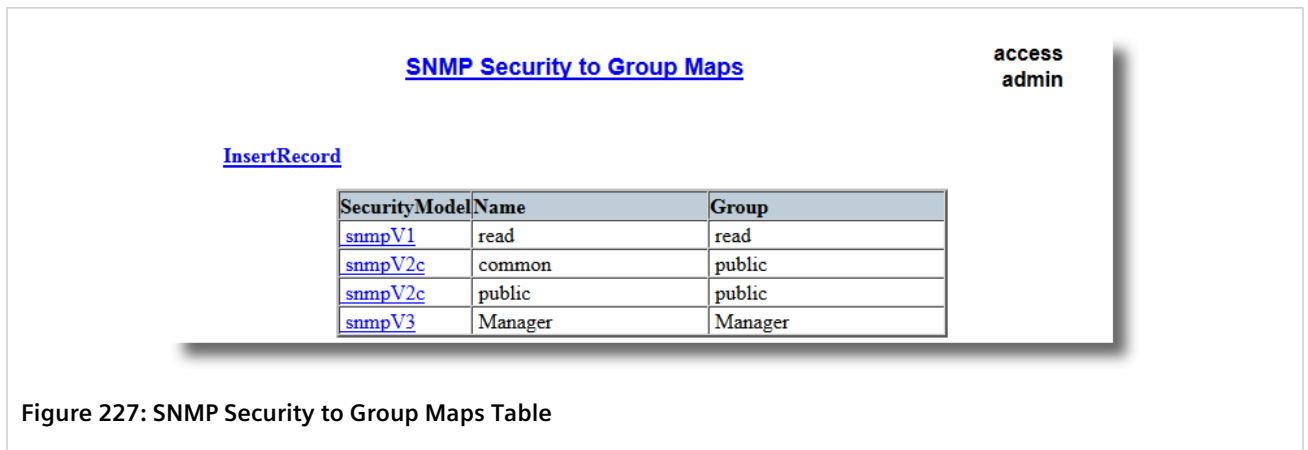 SNMP Security to Group Maps
access
admin
InsertRecord
SecurityModel Name Group
snmpV1 read read
snmpV2c common public
snmpV2c public public
snmpV3 Manager Manager
Figure 227: SNMP Security to Group Maps Table